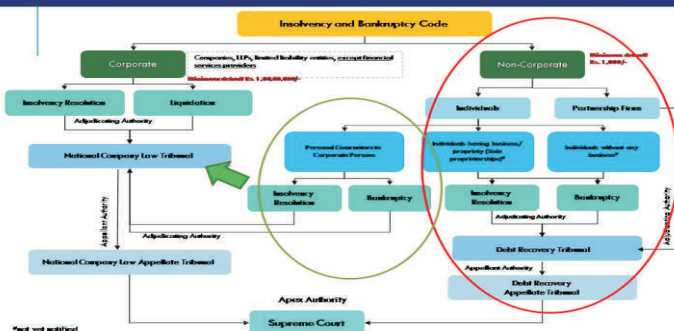 Insolvency and Bankruptcy Code
Corporate
Companies, LLPs, limited liability entities, except financial
services providers
Minimum default Rs. 1,00,00,000/-
Non-Corporate
Minimum default
Rs. 1,000/-
Insolvency Resolution
Liquidation
Adjudicating Authority
National Company Law Tribunal
Individuals
Partnership Firms
Personal Guarantors to
Corporate Persons
Individuals having business/
propriety (Sole
proprietorships)#
Individuals without any
business#
Insolvency
Resolution
Bankruptcy
Insolvency
Resolution
Bankruptcy
Adjudicating Authority
Adjudicating Authority
Adjudicating Authority
Appellant Authority
National Company Law Appellate Tribunal
Debt Recovery Tribunal
Appellant Authority
Debt Recovery
Appellate Tribunal
Apex Authority
Supreme Court
#not yet notified